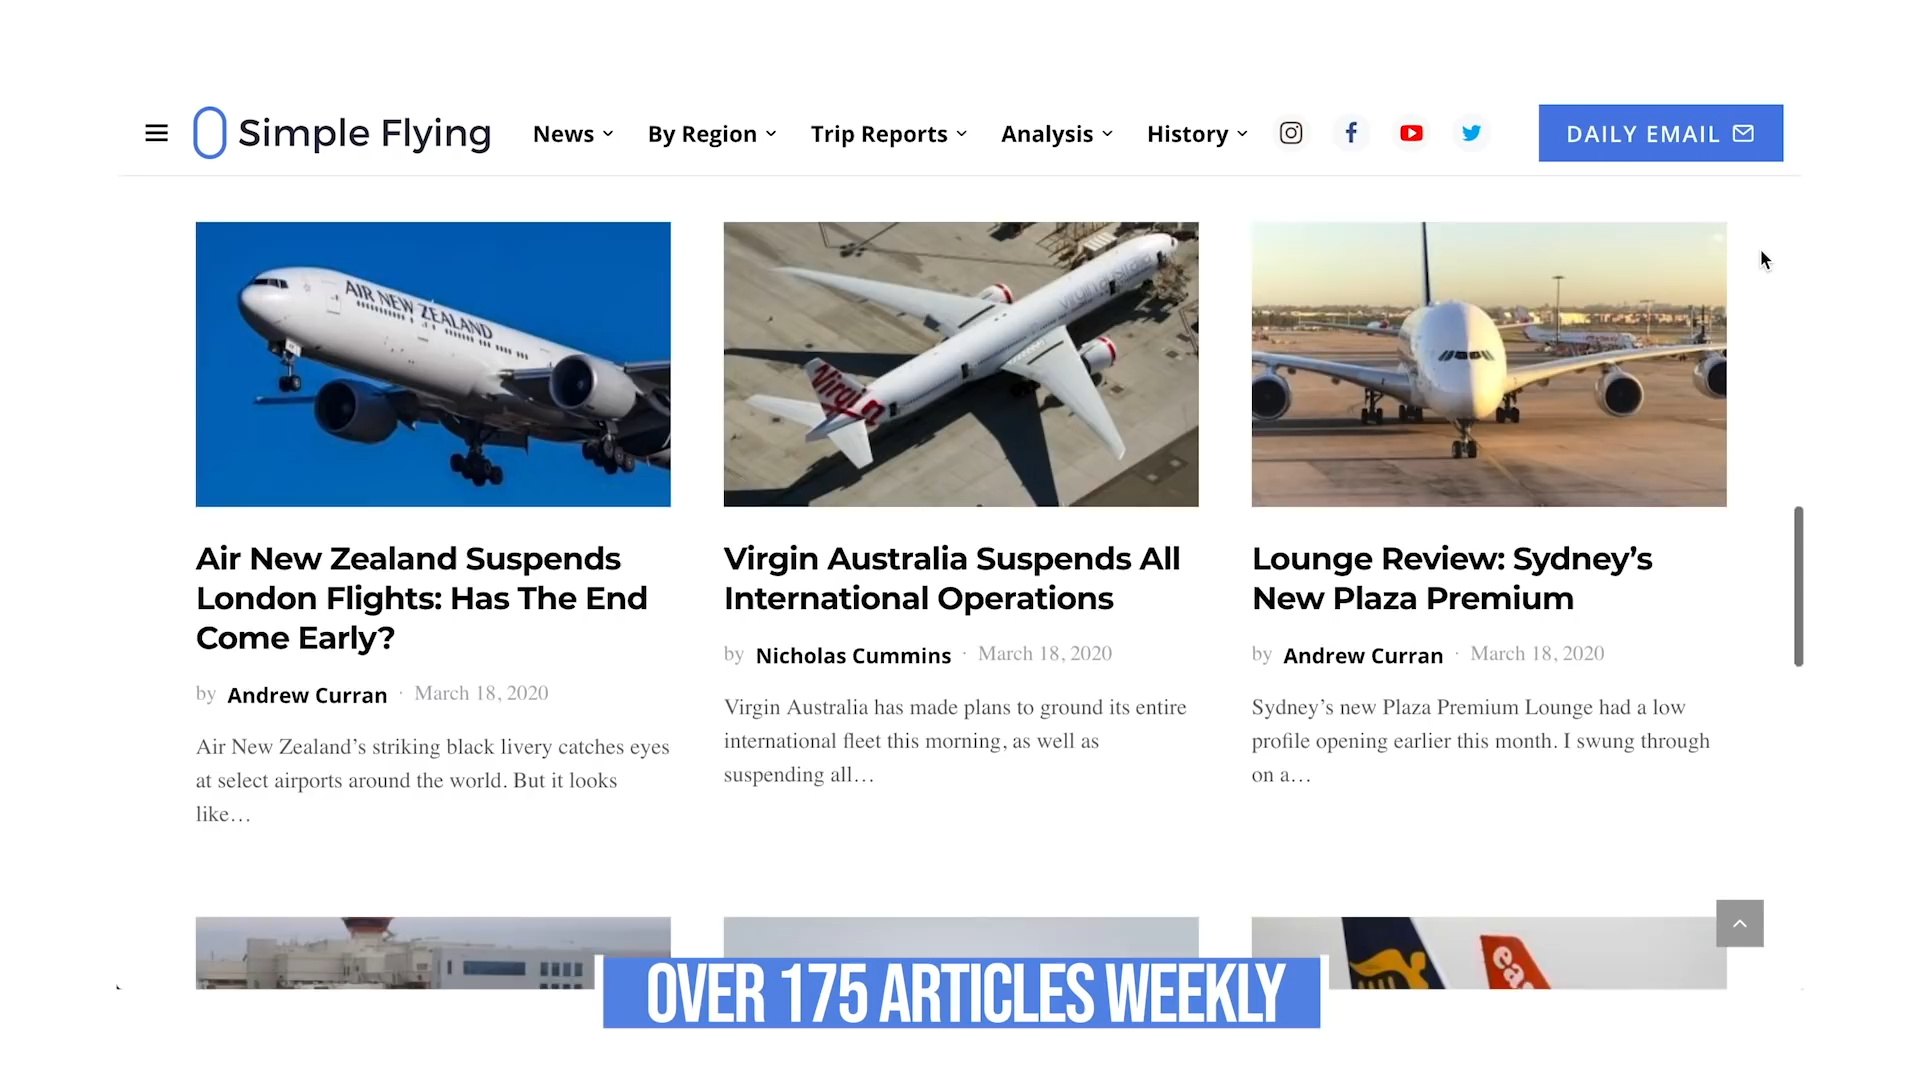 Simple Flying
News
By Region
Trip Reports
Analysis
History
DAILY EMAIL
AIR NEW ZEALAND
virgin australia
Virgin
Air New Zealand Suspends
London Flights: Has The End
Come Early?
by Andrew Curran · March 18, 2020
Air New Zealand’s striking black livery catches eyes
at select airports around the world. But it looks
like…
Virgin Australia Suspends All
International Operations
by Nicholas Cummins · March 18, 2020
Virgin Australia has made plans to ground its entire
international fleet this morning, as well as
suspending all…
Lounge Review: Sydney’s
New Plaza Premium
by Andrew Curran · March 18, 2020
Sydney’s new Plaza Premium Lounge had a low
profile opening earlier this month. I swung through
on a…
eas
OVER 175 ARTICLES WEEKLY